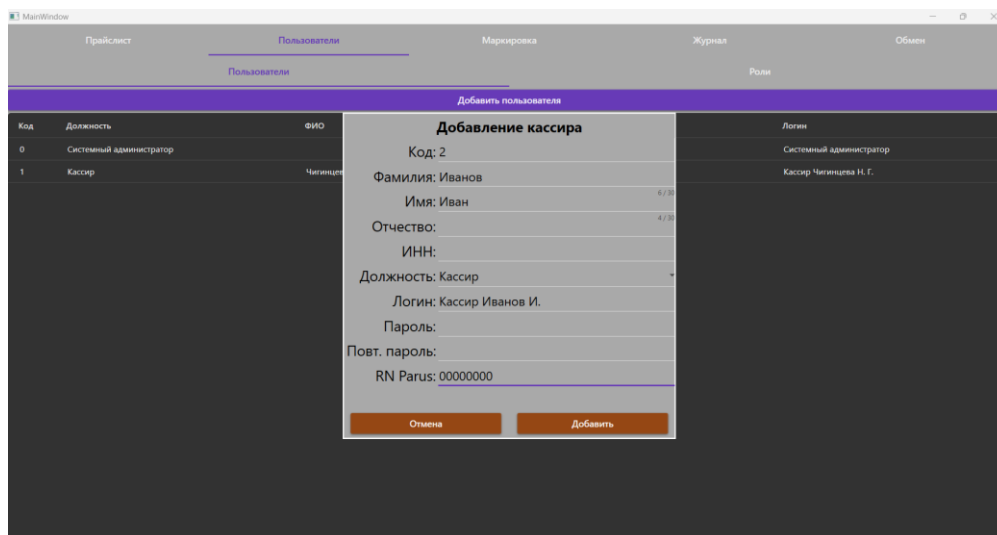 MainWindow
Прайслист Пользователи Маркировка Журнал Обмен
Пользователи Роли
Добавить пользователя
Код Должность ФИО Логин
0 Системный администратор Системный администратор
1 Кассир Чигинцев Кассир Чигинцева Н. Г.
Добавление кассира
Код: 2
Фамилия: Иванов
6 / 30
Имя: Иван
4 / 30
Отчество:
ИНН:
Должность: Кассир
Логин: Кассир Иванов И.
Пароль:
Повт. пароль:
RN Parus: 00000000
Отмена Добавить